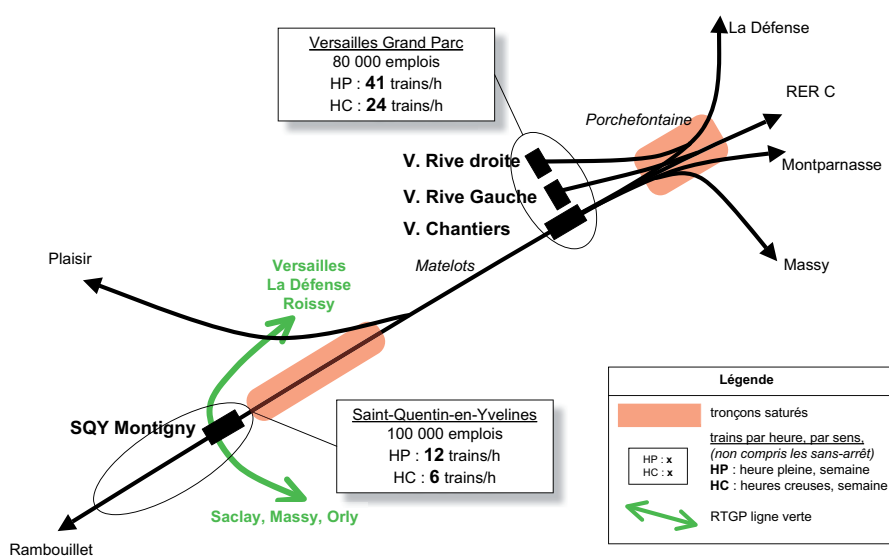 La Défense
Versailles Grand Parc
80 000 emplois
HP : 41 trains/h
HC : 24 trains/h
RER C
Porchefontaine
V. Rive droite
Montparnasse
V. Rive Gauche
V. Chantiers
Plaisir
Matelots
Massy
Versailles
La Défense
Roissy
SQY Montigny
Saint-Quentin-en-Yvelines
100 000 emplois
HP : 12 trains/h
HC : 6 trains/h
Saclay, Massy, Orly
Rambouillet
Légende
tronçons saturés
HP : x
HC : x
trains par heure, par sens,
(non compris les sans-arrêt)
HP : heure pleine, semaine
HC : heures creuses, semaine
RTGP ligne verte